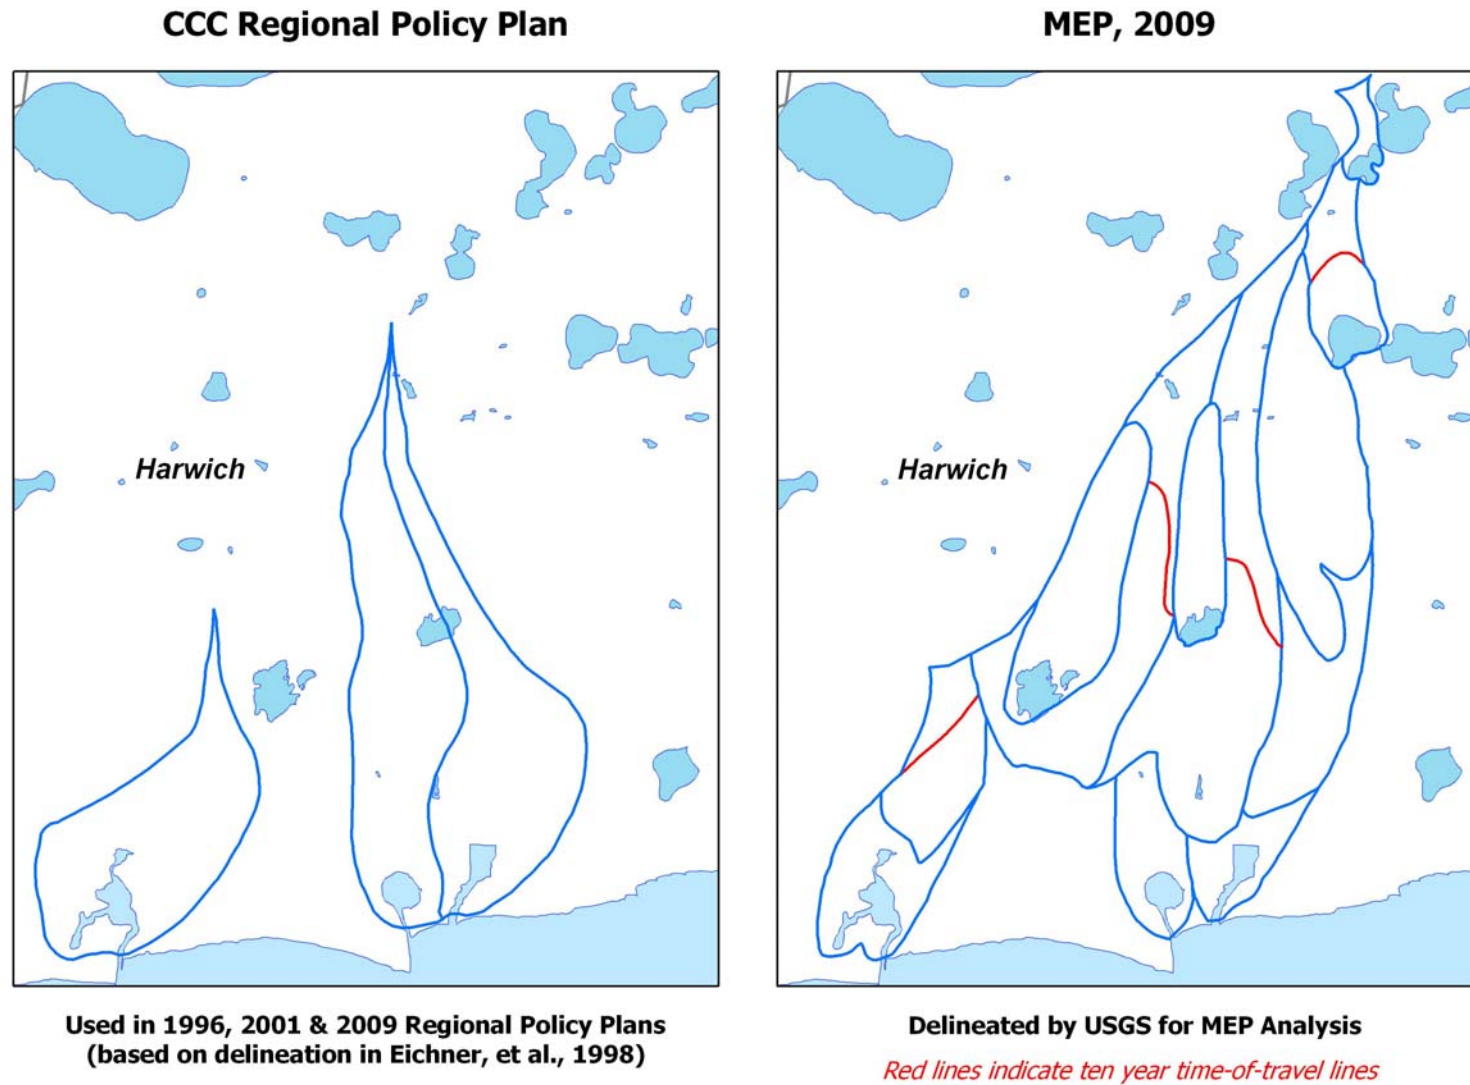 CCC Regional Policy Plan
MEP, 2009
Harwich
Harwich
Used in 1996, 2001 & 2009 Regional Policy Plans
(based on delineation in Eichner, et al., 1998)
Delineated by USGS for MEP Analysis
Red lines indicate ten year time-of-travel lines